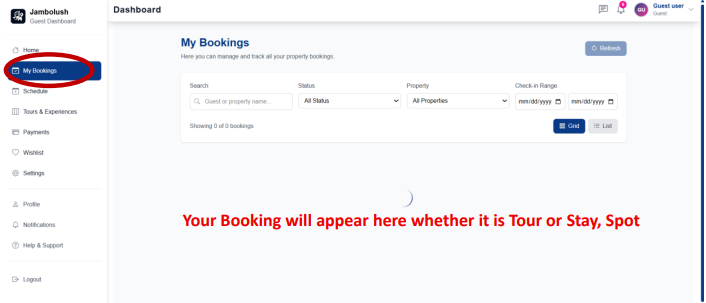 Jambolush
Guest Dashboard
Dashboard
GU
Guest user
Guest
Home
My Bookings
Schedule
Tours & Experiences
Payments
Wishlist
Settings
Profile
Notifications
Help & Support
Logout
My Bookings
Here you can manage and track all your property bookings.
Refresh
Search
Status
Property
Check-in Range
Guest or property name...
All Status
All Properties
mm/dd/yyyy
mm/dd/yyyy
Showing 0 of 0 bookings
Grid
List
Your Booking will appear here whether it is Tour or Stay, Spot